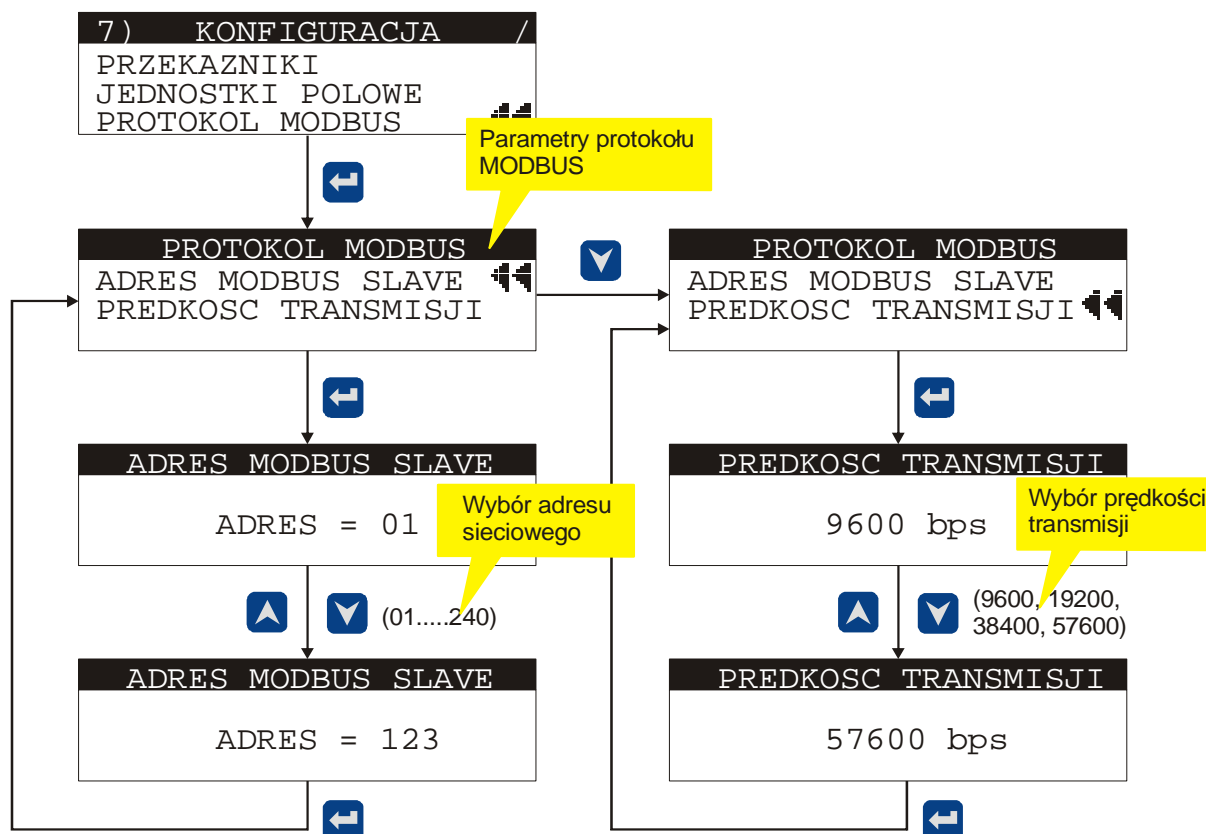 7) KONFIGURACJA /
PRZEKAZNIKI
JEDNOSTKI POLOWE
PROTOKOL MODBUS
Parametry protokołu
MODBUS
PROTOKOL MODBUS
ADRES MODBUS SLAVE
PREDKOSC TRANSMISJI
PROTOKOL MODBUS
ADRES MODBUS SLAVE
PREDKOSC TRANSMISJI
ADRES MODBUS SLAVE
ADRES = 01
Wybór adresu
sieciowego
(01.....240)
ADRES MODBUS SLAVE
ADRES = 123
PREDKOSC TRANSMISJI
9600 bps
Wybór prędkości
transmisji
(9600, 19200,
38400, 57600)
PREDKOSC TRANSMISJI
57600 bps